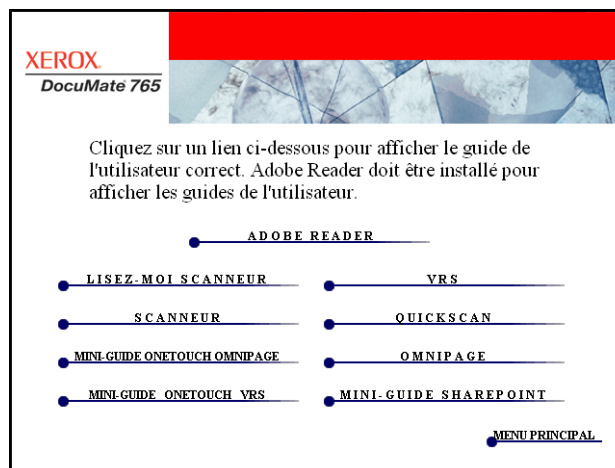 XEROX.
DocuMate 765
Cliquez sur un lien ci-dessous pour afficher le guide de
l'utilisateur correct. Adobe Reader doit être installé pour
afficher les guides de l'utilisateur.
ADOBE READER
LISEZ-MOI SCANNEUR
VRS
SCANNEUR
QUICKSCAN
MINI-GUIDE ONETOUCH OMNIPAGE
OMNIPAGE
MINI-GUIDE ONETOUCH VRS
MINI-GUIDE SHAREPOINT
MENU PRINCIPAL